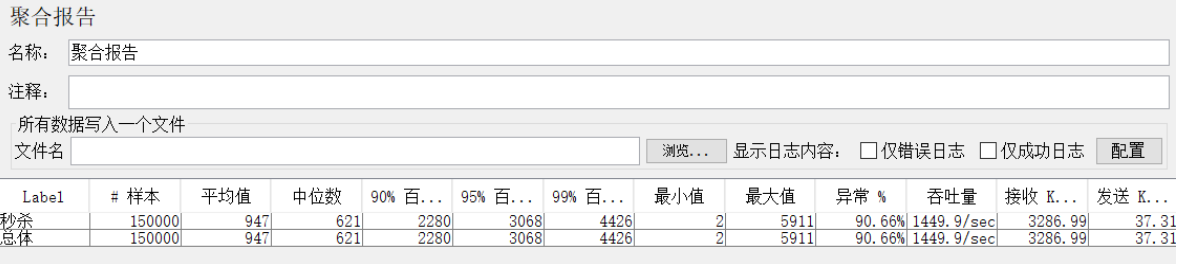 聚合报告
名称： 聚合报告
注释：
所有数据写入一个文件
文件名 浏览... 显示日志内容： 仅错误日志 仅成功日志 配置
Label # 样本 平均值 中位数 90% 百... 95% 百... 99% 百... 最小值 最大值 异常 % 吞吐量 接收 K... 发送 K...
秒杀 150000 947 621 2280 3068 4426 2 5911 90.66% 1449.9/sec 3286.99 37.31
总体 150000 947 621 2280 3068 4426 2 5911 90.66% 1449.9/sec 3286.99 37.31